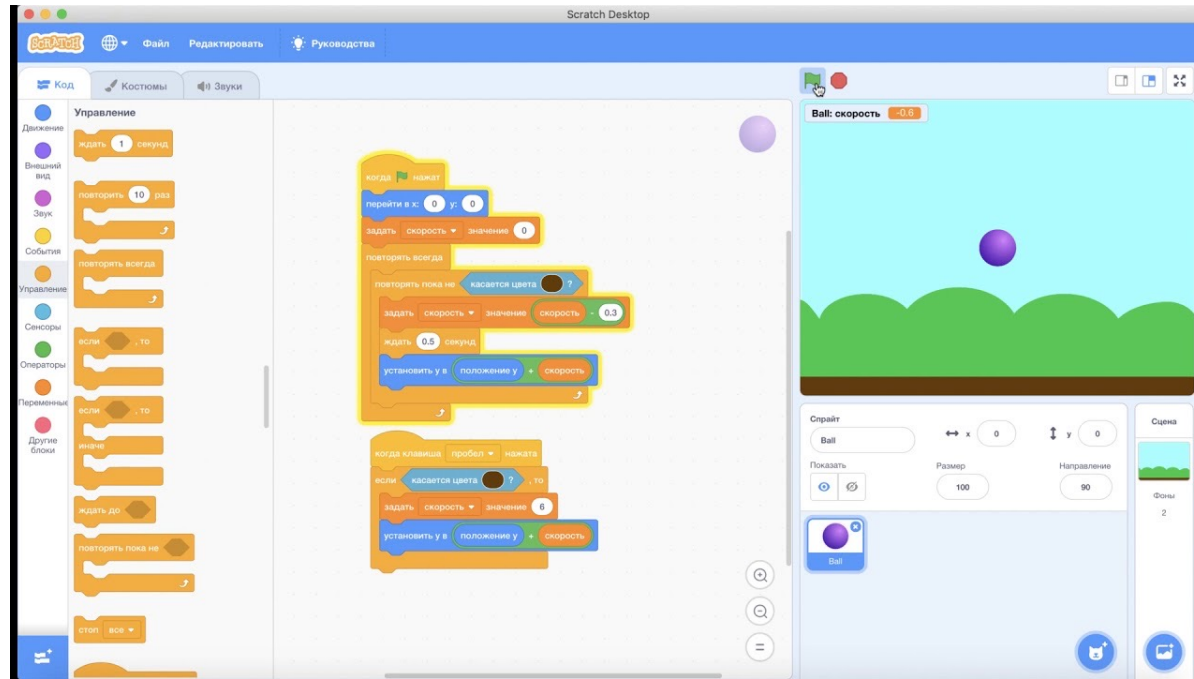 Scratch Desktop
SCRATCH
Файл
Редактировать
Руководства
Код
Костюмы
Звуки
Движение
Внешний
вид
Звук
События
Управление
Сенсоры
Операторы
Переменные
Другие
блоки
Управление
ждать 1 секунд
повторить 10 раз
повторять всегда
если , то
если , то
иначе
ждать до
повторять пока не
стоп все
когда нажат
перейти в x: 0 y: 0
задать скорость значение 0
повторять всегда
повторять пока не касается цвета ?
задать скорость значение скорость - 0.3
ждать 0.5 секунд
установить y в положение y + скорость
когда клавиша пробел нажата
если касается цвета ? , то
задать скорость значение 6
установить y в положение y + скорость
Ball: скорость -0.6
Спрайт
Ball
x 0
y 0
Показать
Размер
100
Направление
90
Ball
Сцена
Фоны
2